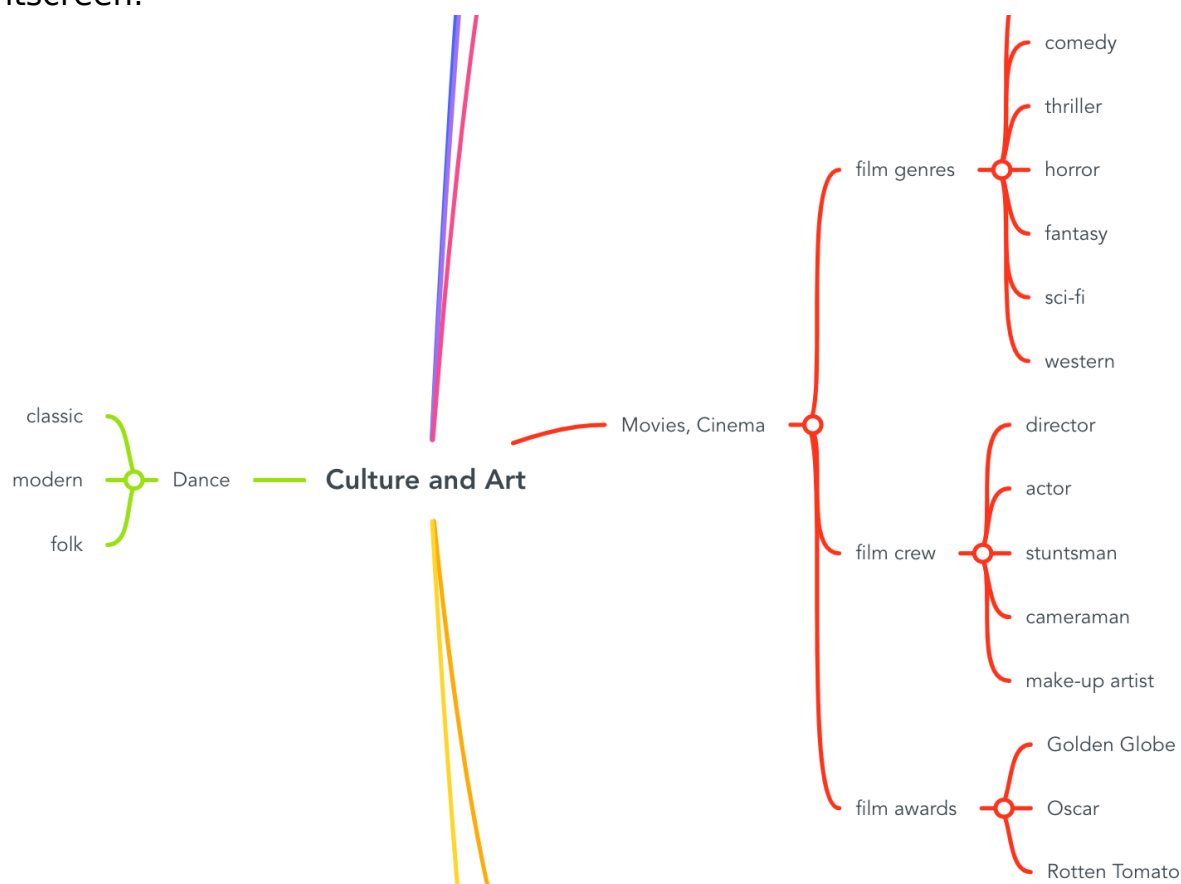 comedy
thriller
film genres
horror
fantasy
sci-fi
western
classic
modern
folk
Dance
Culture and Art
Movies, Cinema
director
actor
film crew
stuntsman
cameraman
make-up artist
Golden Globe
film awards
Oscar
Rotten Tomato